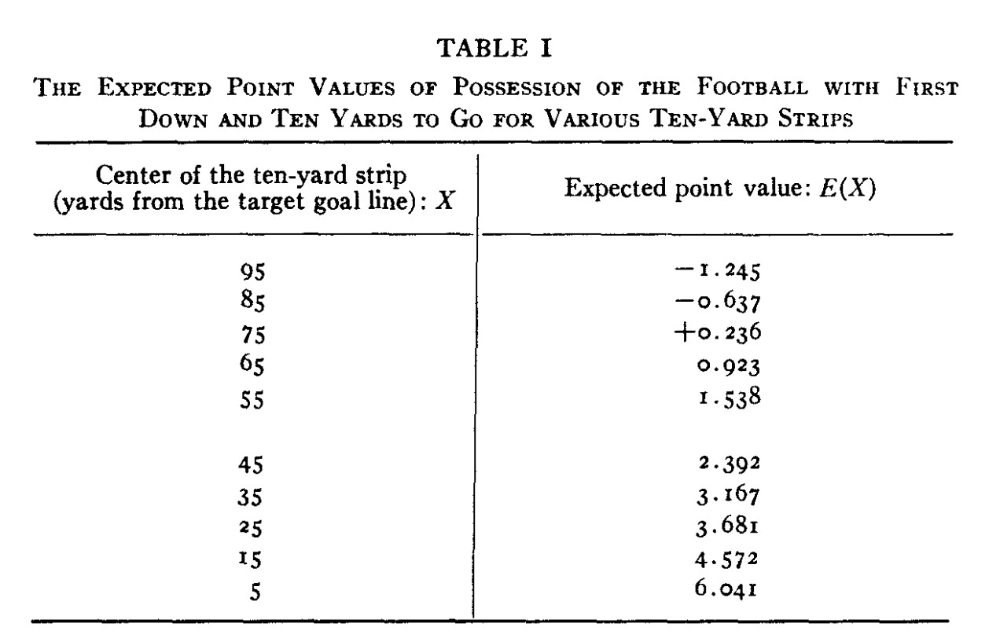 TABLE I
THE EXPECTED POINT VALUES OF POSSESSION OF THE FOOTBALL WITH FIRST
DOWN AND TEN YARDS TO GO FOR VARIOUS TEN-YARD STRIPS
Center of the ten-yard strip
(yards from the target goal line): X
Expected point value: E(X)
95 −1.245
85 −0.637
75 +0.236
65 0.923
55 1.538
45 2.392
35 3.167
25 3.681
15 4.572
5 6.041